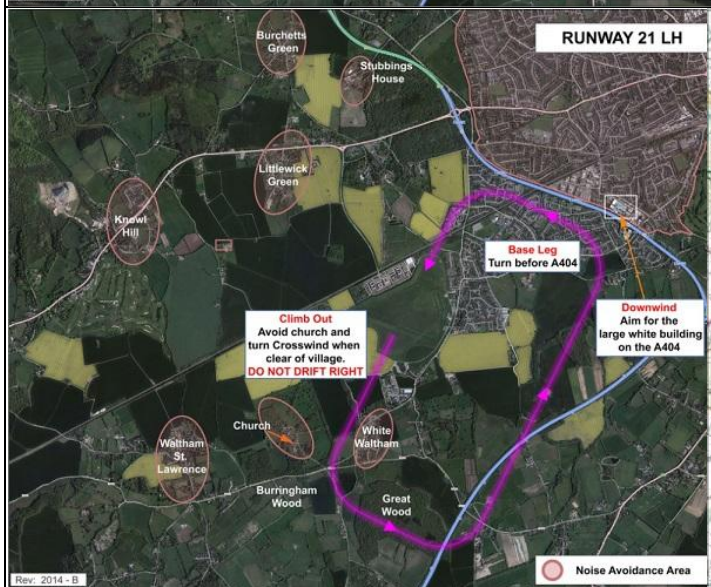 RUNWAY 21 LH
Burchetts
Green
Stubbings
House
Littlewick
Green
Knowl
Hill
Base Leg
Turn before A404
Downwind
Aim for the
large white building
on the A404
Climb Out
Avoid church and
turn Crosswind when
clear of village.
DO NOT DRIFT RIGHT
Church
White
Waltham
Waltham
St.
Lawrence
Burringham
Wood
Great
Wood
Noise Avoidance Area
Rev: 2014 - B